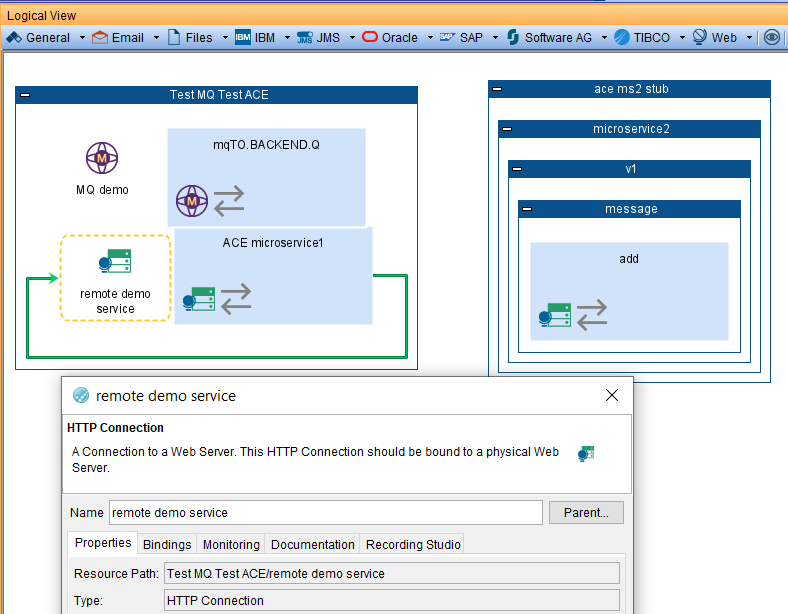 Logical View
General Email Files IBM IBM JMS JMS Oracle SAP SAP Software AG TIBCO Web
Test MQ Test ACE
mqTO.BACKEND.Q
M
MQ demo
M
ACE microservice1
remote demo
service
ace ms2 stub
microservice2
v1
message
add
remote demo service
HTTP Connection
A Connection to a Web Server. This HTTP Connection should be bound to a physical Web
Server.
Name remote demo service Parent...
Properties Bindings Monitoring Documentation Recording Studio
Resource Path: Test MQ Test ACE/remote demo service
Type: HTTP Connection